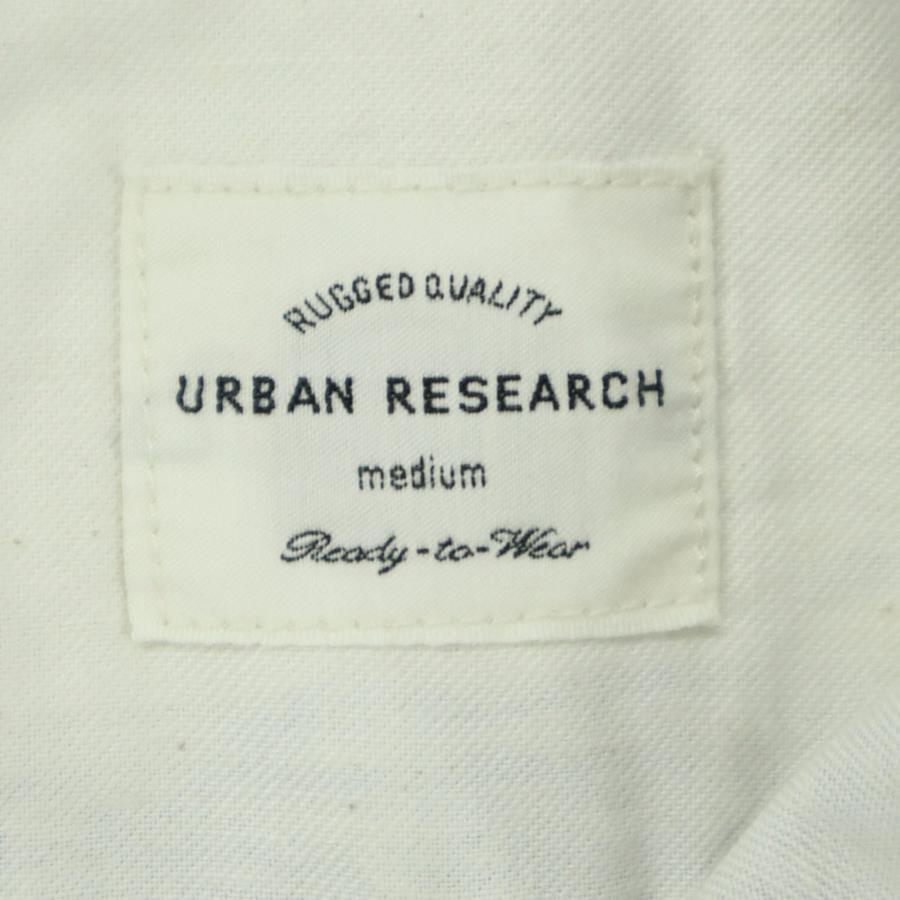 RUGGED QUALITY
URBAN RESEARCH
medium
Ready-to-Wear